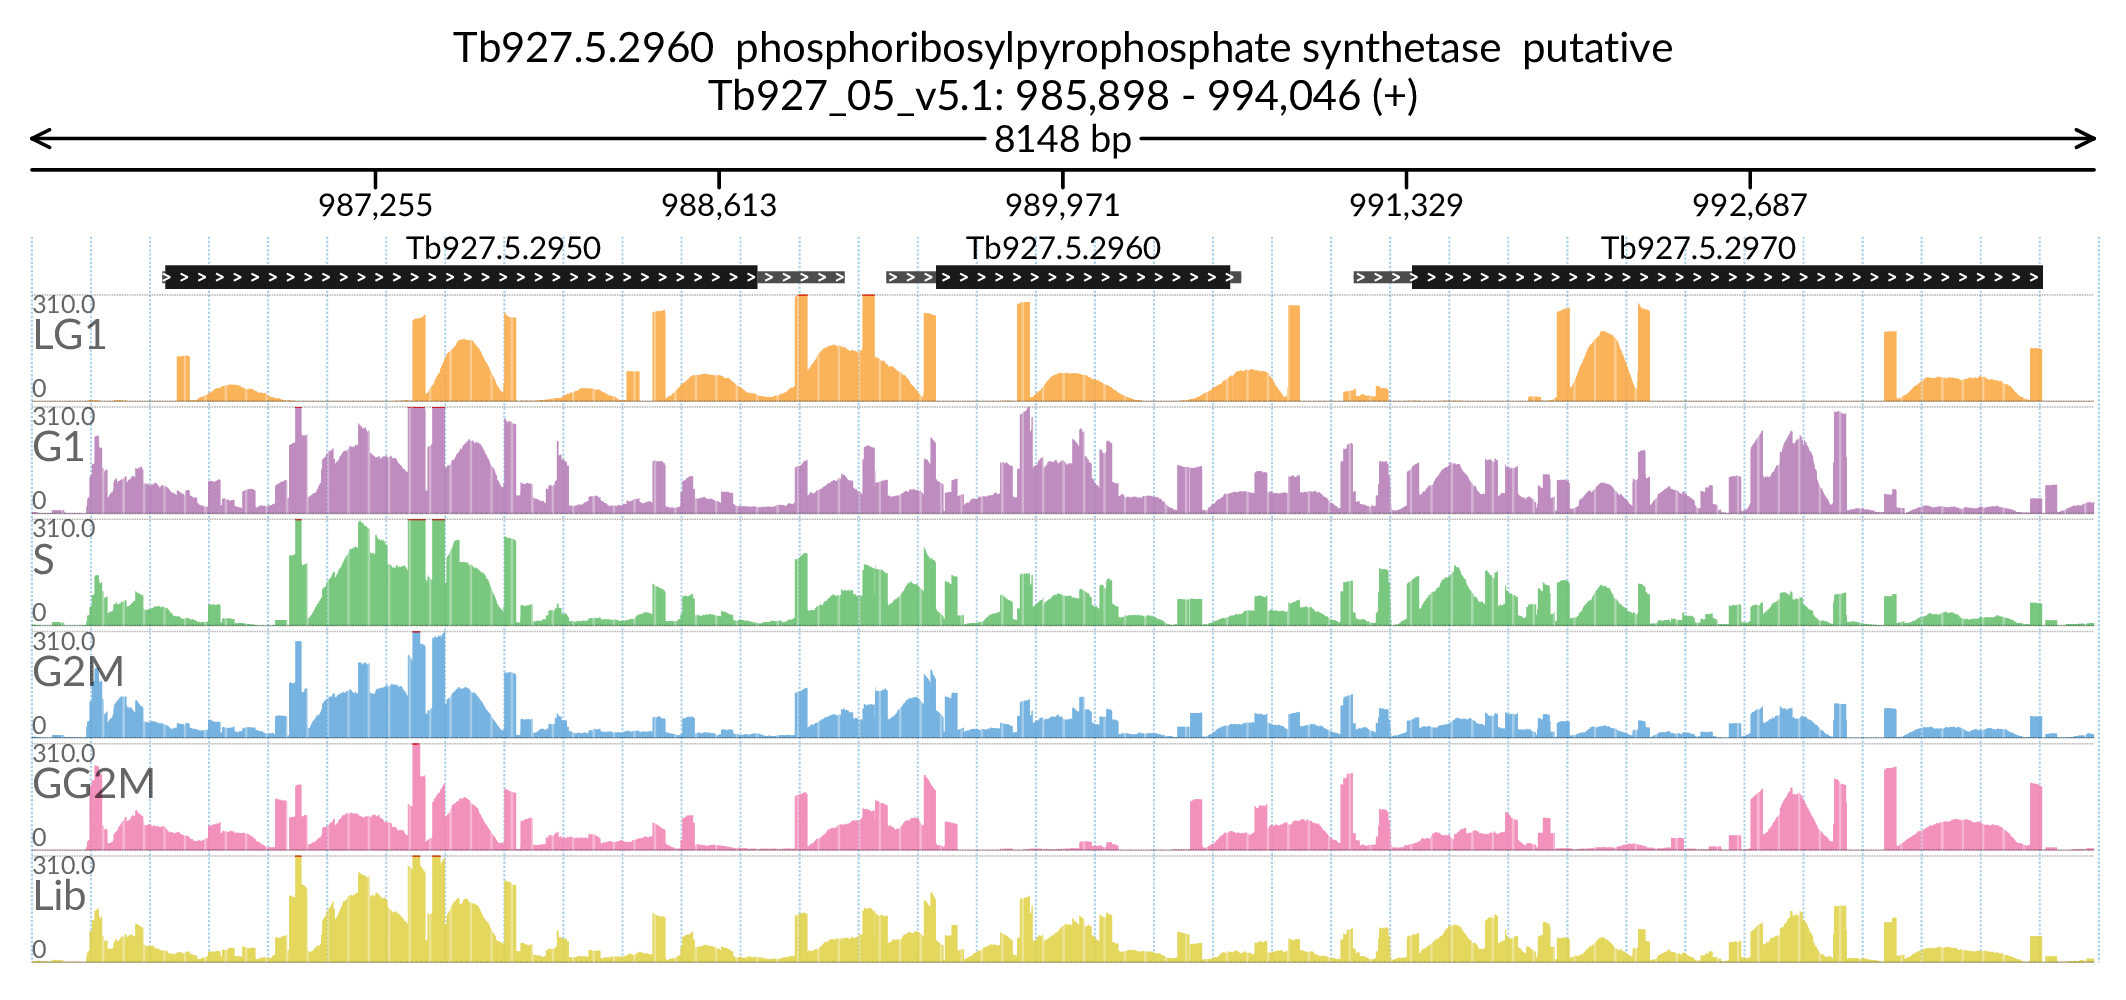 Tb927.5.2960  phosphoribosylpyrophosphate synthetase  putative
Tb927_05_v5.1: 985,898 - 994,046 (+)
8148 bp
987,255 988,613 989,971 991,329 992,687
Tb927.5.2950 Tb927.5.2960 Tb927.5.2970
310.0
LG1
0
310.0
G1
0
310.0
S
0
310.0
G2M
0
310.0
GG2M
0
310.0
Lib
0